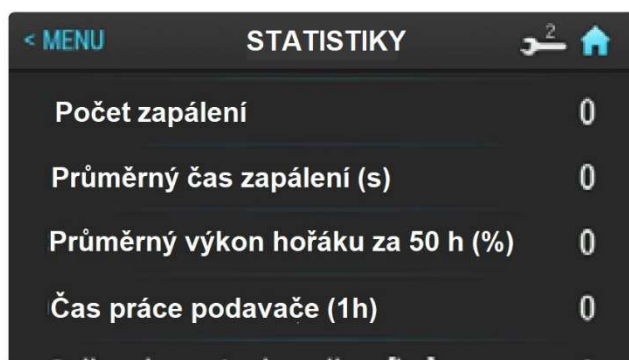 < MENU STATISTIKY 2
Počet zapálení 0
Průměrný čas zapálení (s) 0
Průměrný výkon hořáku za 50 h (%) 0
Čas práce podavače (1h) 0